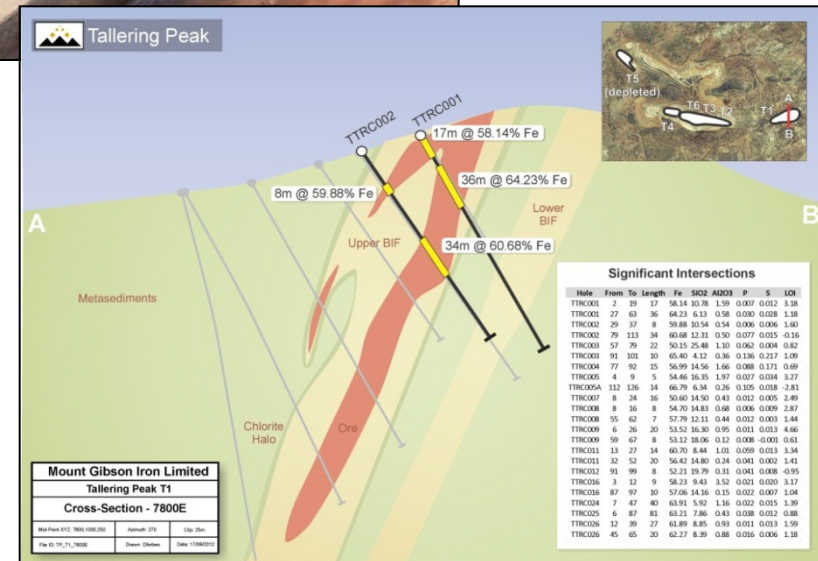 Tallering Peak
TTRC002
TTRC001
17m @ 58.14% Fe
8m @ 59.88% Fe
36m @ 64.23% Fe
34m @ 60.68% Fe
A
B
Upper BIF
Lower
BIF
Metasediments
Chlorite
Halo
Ore
T5
(depleted)
T6
T3
T2
T4
T1
A
B
Significant Intersections
Hole From To Length Fe SIO2 Al2O3 P S LOI
TTRC001 2 19 17 58.14 10.78 1.59 0.007 0.012 3.18
TTRC001 27 63 36 64.23 6.13 0.58 0.030 0.028 1.18
TTRC002 29 37 8 59.88 10.54 0.54 0.006 0.006 1.60
TTRC002 79 113 34 60.68 12.31 0.50 0.077 0.015 -0.16
TTRC003 57 79 22 50.15 25.48 1.10 0.062 0.004 0.82
TTRC003 91 101 10 65.40 4.12 0.36 0.136 0.217 1.09
TTRC004 77 92 15 56.99 14.56 1.66 0.088 0.171 0.69
TTRC005 4 9 5 54.46 16.35 1.97 0.027 0.034 3.27
TTRC005A 112 126 14 66.79 6.34 0.26 0.105 0.018 -2.81
TTRC007 8 24 16 50.60 14.50 0.43 0.012 0.005 2.49
TTRC008 8 16 8 54.70 14.83 0.68 0.006 0.009 2.87
TTRC008 55 62 7 57.79 12.11 0.44 0.012 0.003 1.44
TTRC009 6 26 20 53.52 16.30 0.95 0.011 0.013 4.66
TTRC009 59 67 8 53.12 18.06 0.12 0.008 -0.001 0.61
TTRC011 13 27 14 60.70 8.44 1.01 0.059 0.013 3.34
TTRC011 32 52 20 56.42 14.80 0.24 0.041 0.002 1.41
TTRC012 91 99 8 52.21 19.79 0.31 0.041 0.008 -0.95
TTRC016 3 12 9 58.23 9.43 3.52 0.021 0.020 3.17
TTRC016 87 97 10 57.06 14.16 0.15 0.022 0.007 1.04
TTRC024 7 47 40 63.91 5.92 1.16 0.022 0.015 1.39
TTRC025 6 87 81 63.21 7.86 0.43 0.038 0.012 0.88
TTRC026 12 39 27 61.89 8.85 0.93 0.011 0.013 1.59
TTRC026 45 65 20 62.27 8.39 0.88 0.016 0.006 1.18
Mount Gibson Iron Limited
Tallering Peak T1
Cross-Section - 7800E
Mid Point XYZ: 7800,1000,250 Azimuth: 270 Clip: 25m
File ID: TP_T1_7800E Drawn: Date: 17/09/2012